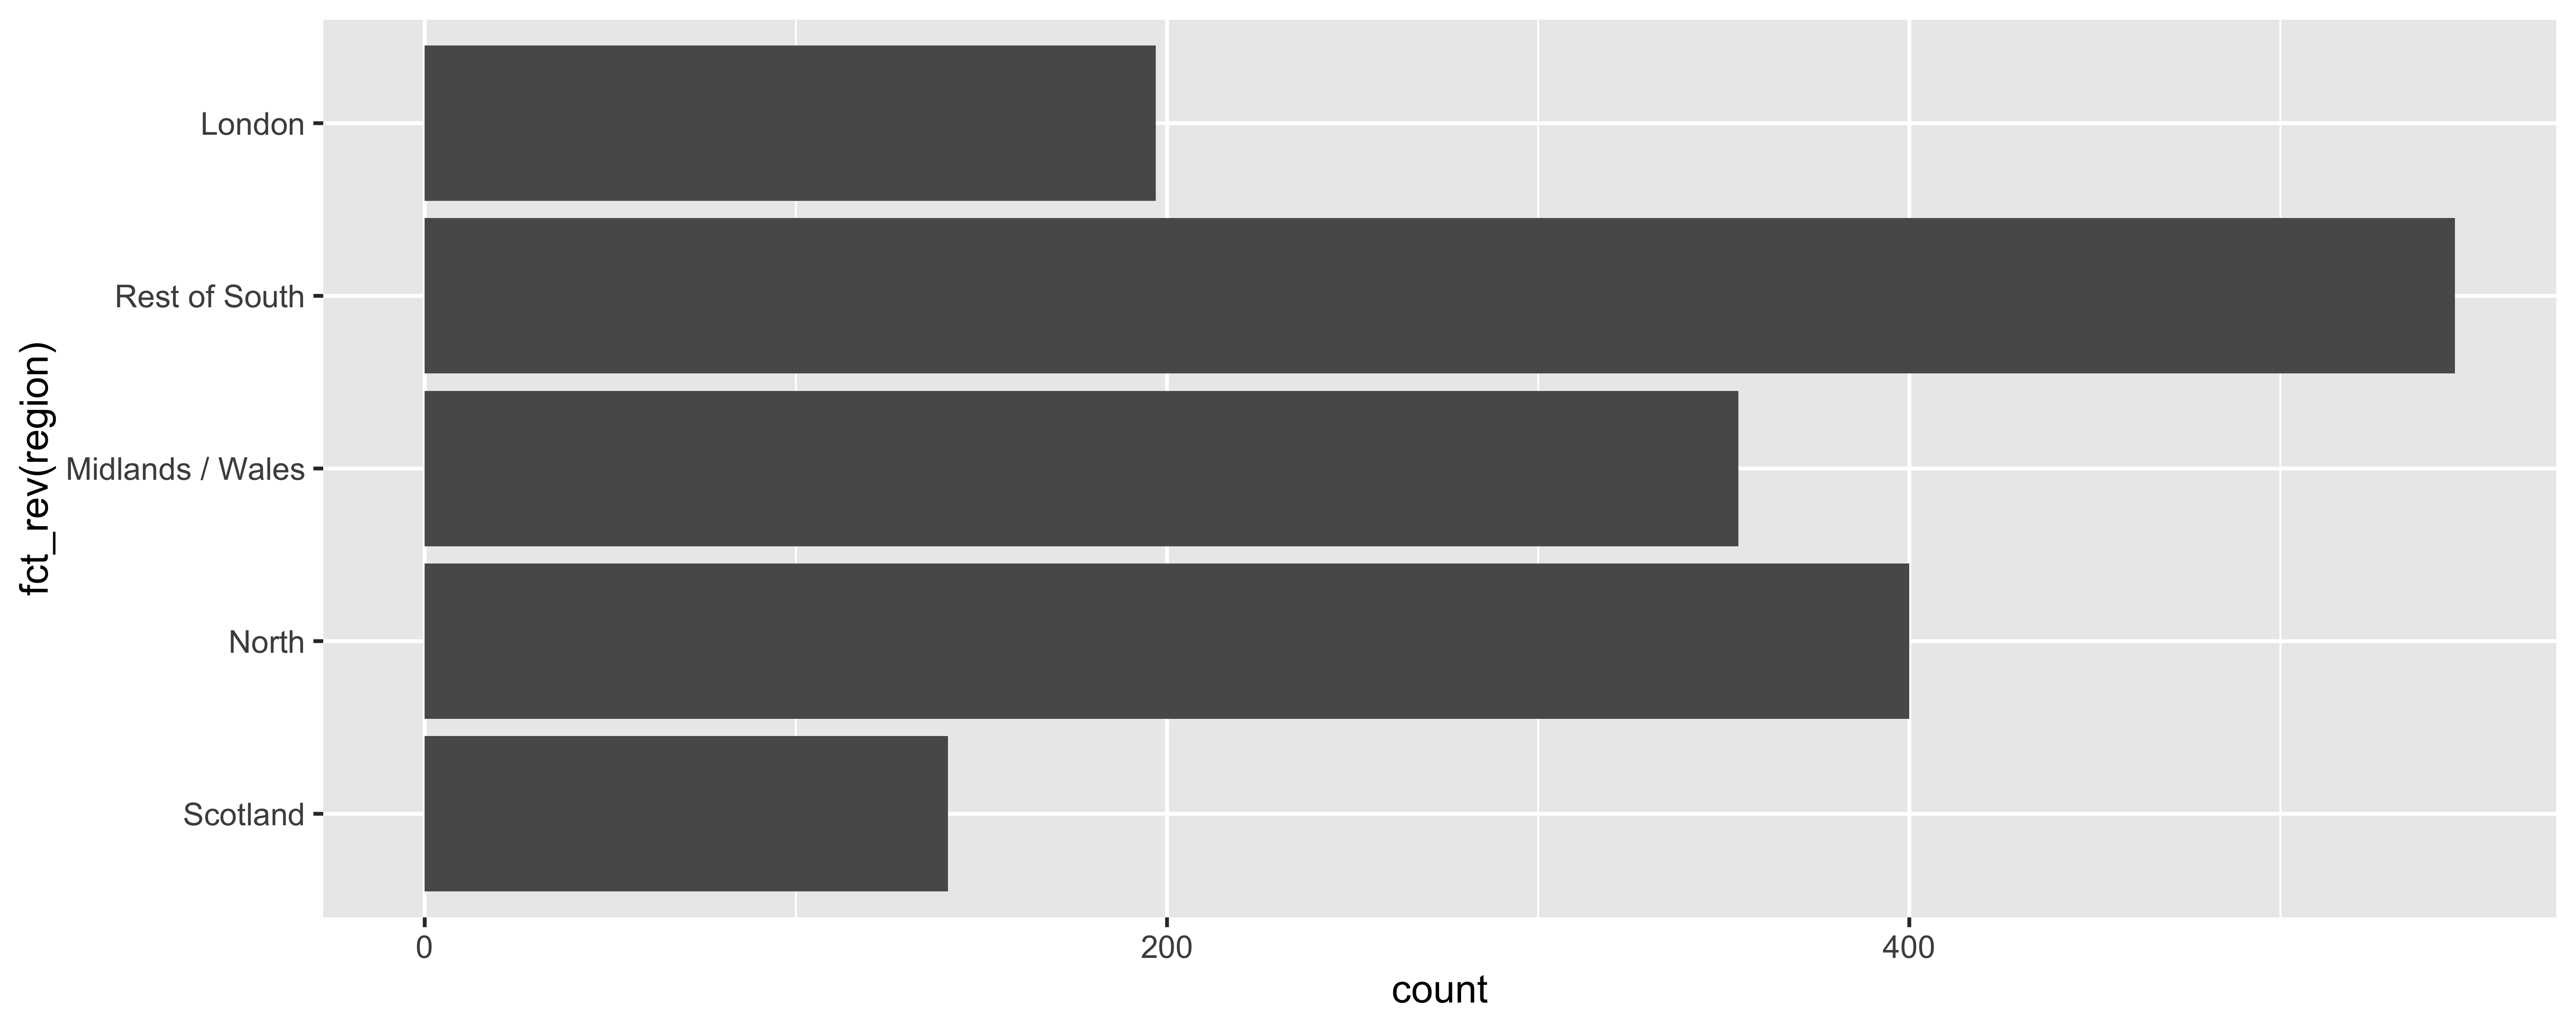 fct_rev(region)
London
Rest of South
Midlands / Wales
North
Scotland
0 200 400
count